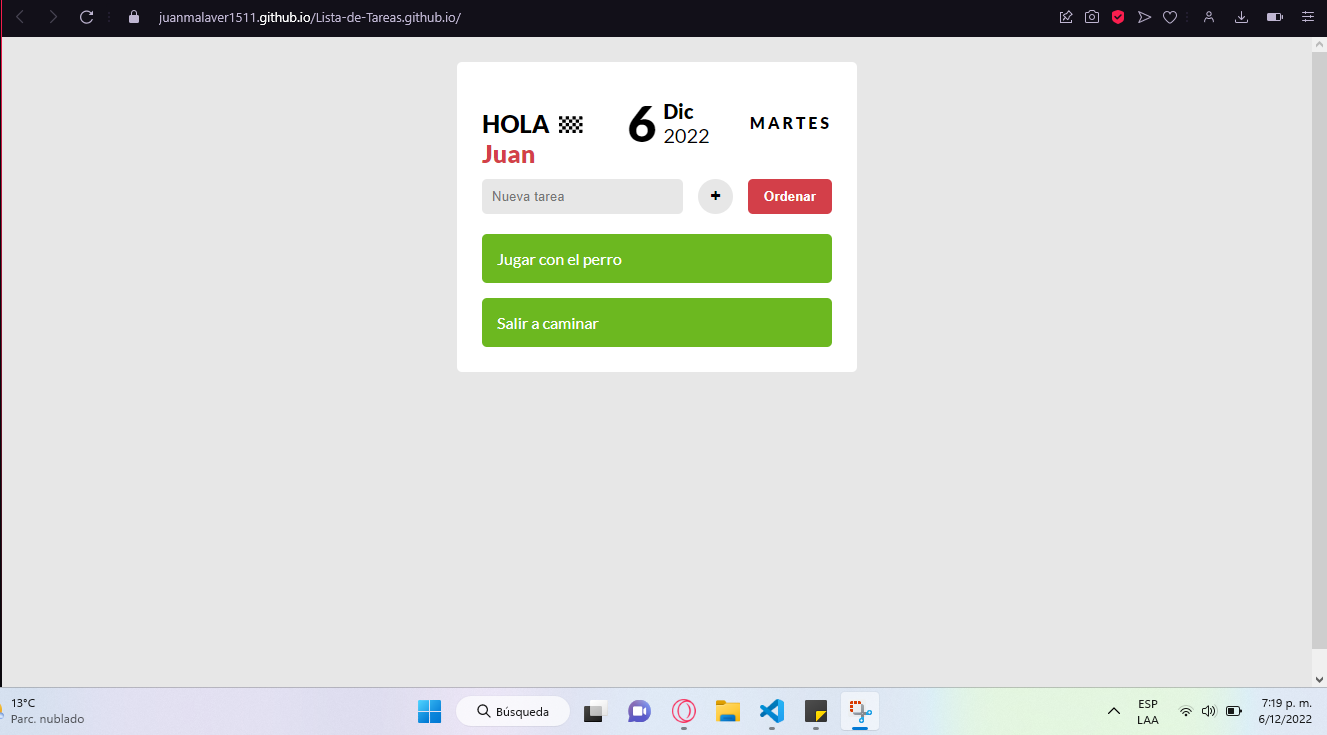 juanmalaver1511.github.io/Lista-de-Tareas.github.io/
HOLA
Juan
6
Dic
2022
MARTES
Nueva tarea
+
Ordenar
Jugar con el perro
Salir a caminar
13°C
Parc. nublado
Búsqueda
ESP
LAA
7:19 p. m.
6/12/2022